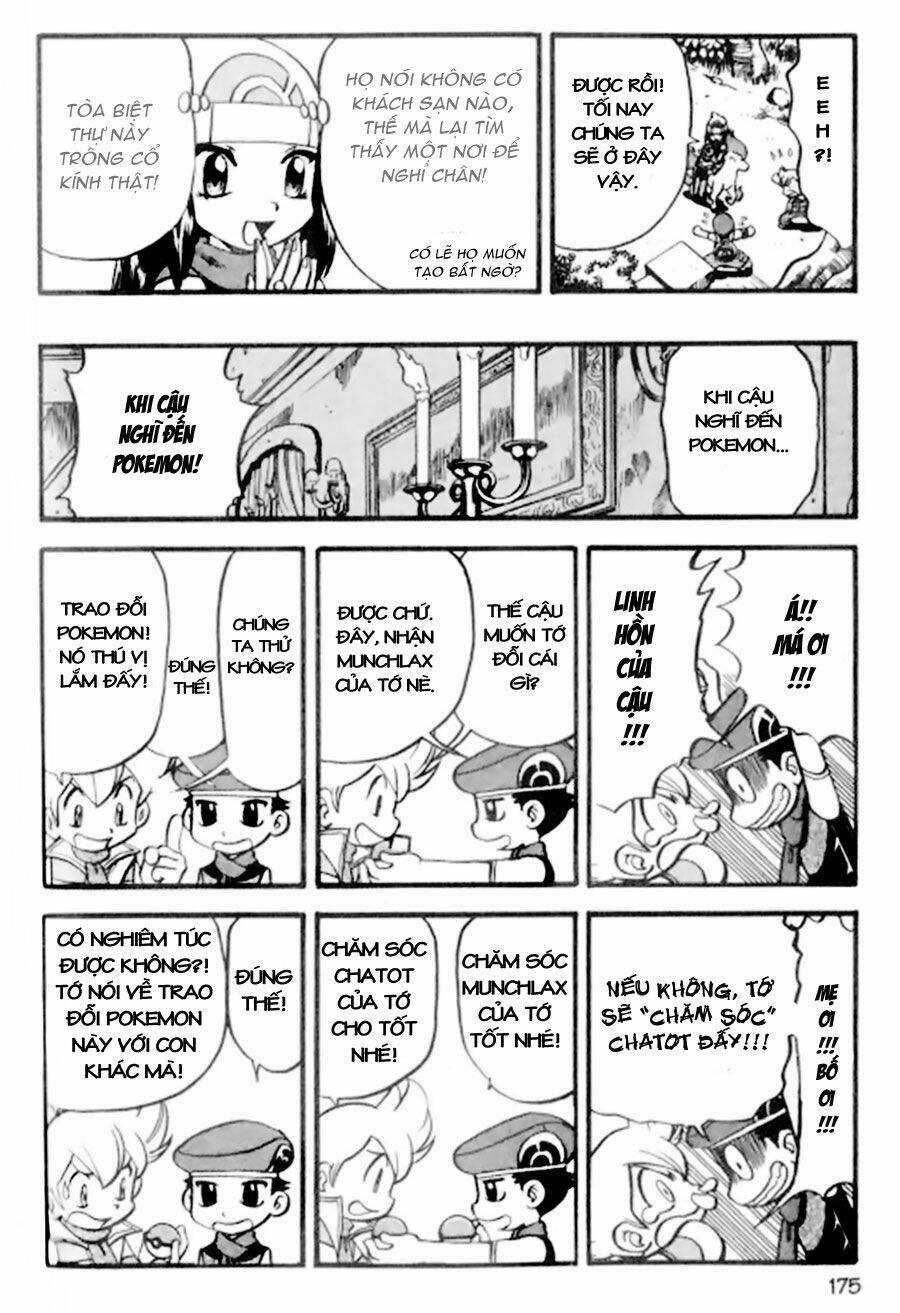 E
E
H
?!
ĐƯỢC RỒI!
TỐI NAY
CHÚNG TA
SẼ Ở ĐÂY
VẬY.
HỌ NÓI KHÔNG CÓ
KHÁCH SẠN NÀO,
THẾ MÀ LẠI TÌM
THẤY MỘT NƠI ĐỂ
NGHỈ CHÂN!
CÓ LẼ HỌ MUỐN
TẠO BẤT NGỜ?
TÒA BIỆT
THỰ NÀY
TRÔNG CỔ
KÍNH THẬT!
KHI CẬU
NGHĨ ĐẾN
POKEMON...
KHI CẬU
NGHĨ ĐẾN
POKEMON!
Á!!
MÁ ƠI
!!!
LINH
HỒN
CỦA
CẬU
!!!
THẾ CẬU
MUỐN TỚ
ĐỔI CÁI
GÌ?
ĐƯỢC CHỨ.
ĐÂY, NHẬN
MUNCHLAX
CỦA TỚ NÈ.
CHÚNG
TA THỬ
KHÔNG?
ĐÚNG
THẾ!
TRAO ĐỔI
POKEMON!
NÓ THÚ VỊ
LẮM ĐẤY!
MẸ
ƠI
!!!
BỐ
ƠI
!!!
NẾU KHÔNG, TỚ
SẼ "CHĂM SÓC"
CHATOT ĐẤY!!!
CHĂM SÓC
MUNCHLAX
CỦA TỚ
TỐT NHÉ!
CHĂM SÓC
CHATOT
CỦA TỚ
CHO TỐT
NHÉ!
ĐÚNG
THẾ!
CÓ NGHIÊM TÚC
ĐƯỢC KHÔNG?!
TỚ NÓI VỀ TRAO
ĐỔI POKEMON
NÀY VỚI CON
KHÁC MÀ!
175